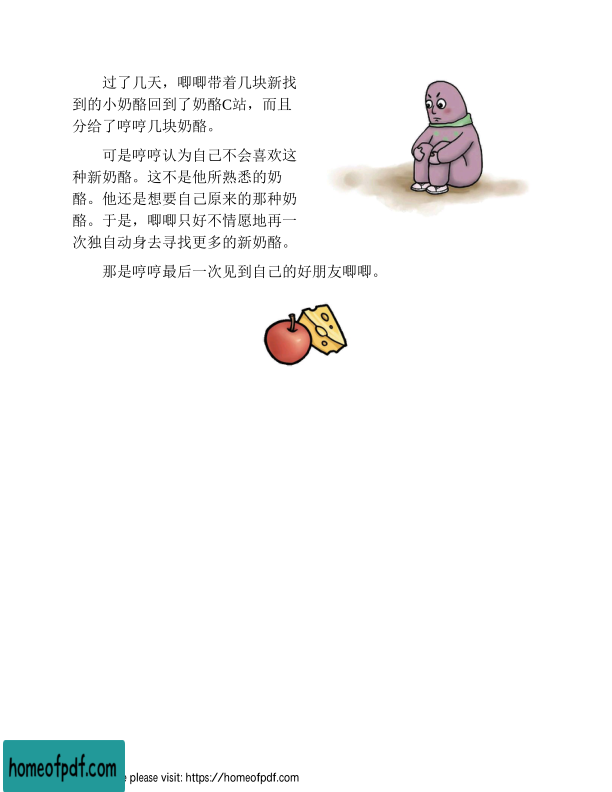 过了几天，唧唧带着几块新找
到的小奶酪回到了奶酪C站，而且
分给了哼哼几块奶酪。
可是哼哼认为自己不会喜欢这
种新奶酪。这不是他所熟悉的奶
酪。他还是想要自己原来的那种奶
酪。于是，唧唧只好不情愿地再一
次独自动身去寻找更多的新奶酪。
那是哼哼最后一次见到自己的好朋友唧唧。
homeofpdf.com
e please visit: https://homeofpdf.com